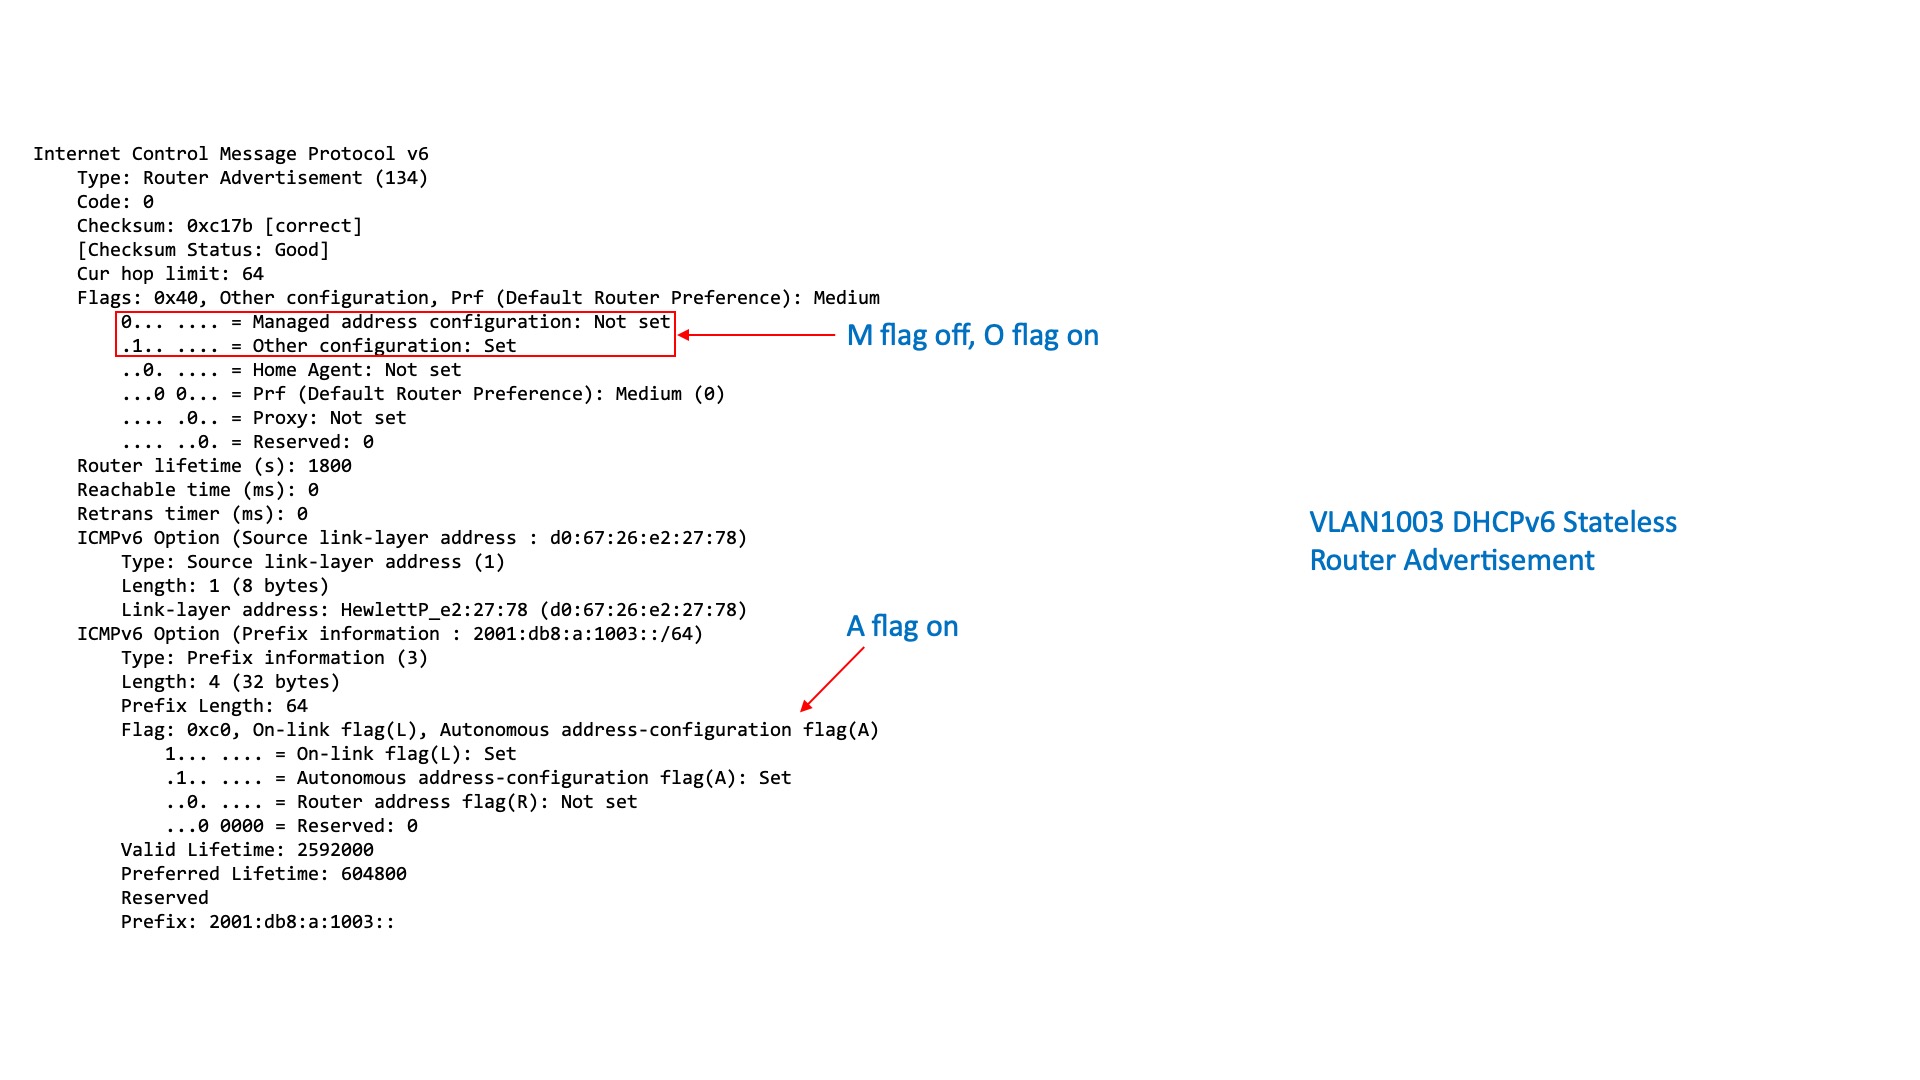 Internet Control Message Protocol v6
Type: Router Advertisement (134)
Code: 0
Checksum: 0xc17b [correct]
[Checksum Status: Good]
Cur hop limit: 64
Flags: 0x40, Other configuration, Prf (Default Router Preference): Medium
0... .... = Managed address configuration: Not set
.1.. .... = Other configuration: Set
M flag off, O flag on
..0. .... = Home Agent: Not set
...0 0... = Prf (Default Router Preference): Medium (0)
.... .0.. = Proxy: Not set
.... ..0. = Reserved: 0
Router lifetime (s): 1800
Reachable time (ms): 0
Retrans timer (ms): 0
ICMPv6 Option (Source link-layer address : d0:67:26:e2:27:78)
Type: Source link-layer address (1)
Length: 1 (8 bytes)
Link-layer address: HewlettP_e2:27:78 (d0:67:26:e2:27:78)
ICMPv6 Option (Prefix information : 2001:db8:a:1003::/64)
A flag on
Type: Prefix information (3)
Length: 4 (32 bytes)
Prefix Length: 64
Flag: 0xc0, On-link flag(L), Autonomous address-configuration flag(A)
1... .... = On-link flag(L): Set
.1.. .... = Autonomous address-configuration flag(A): Set
..0. .... = Router address flag(R): Not set
...0 0000 = Reserved: 0
Valid Lifetime: 2592000
Preferred Lifetime: 604800
Reserved
Prefix: 2001:db8:a:1003::
VLAN1003 DHCPv6 Stateless
Router Advertisement